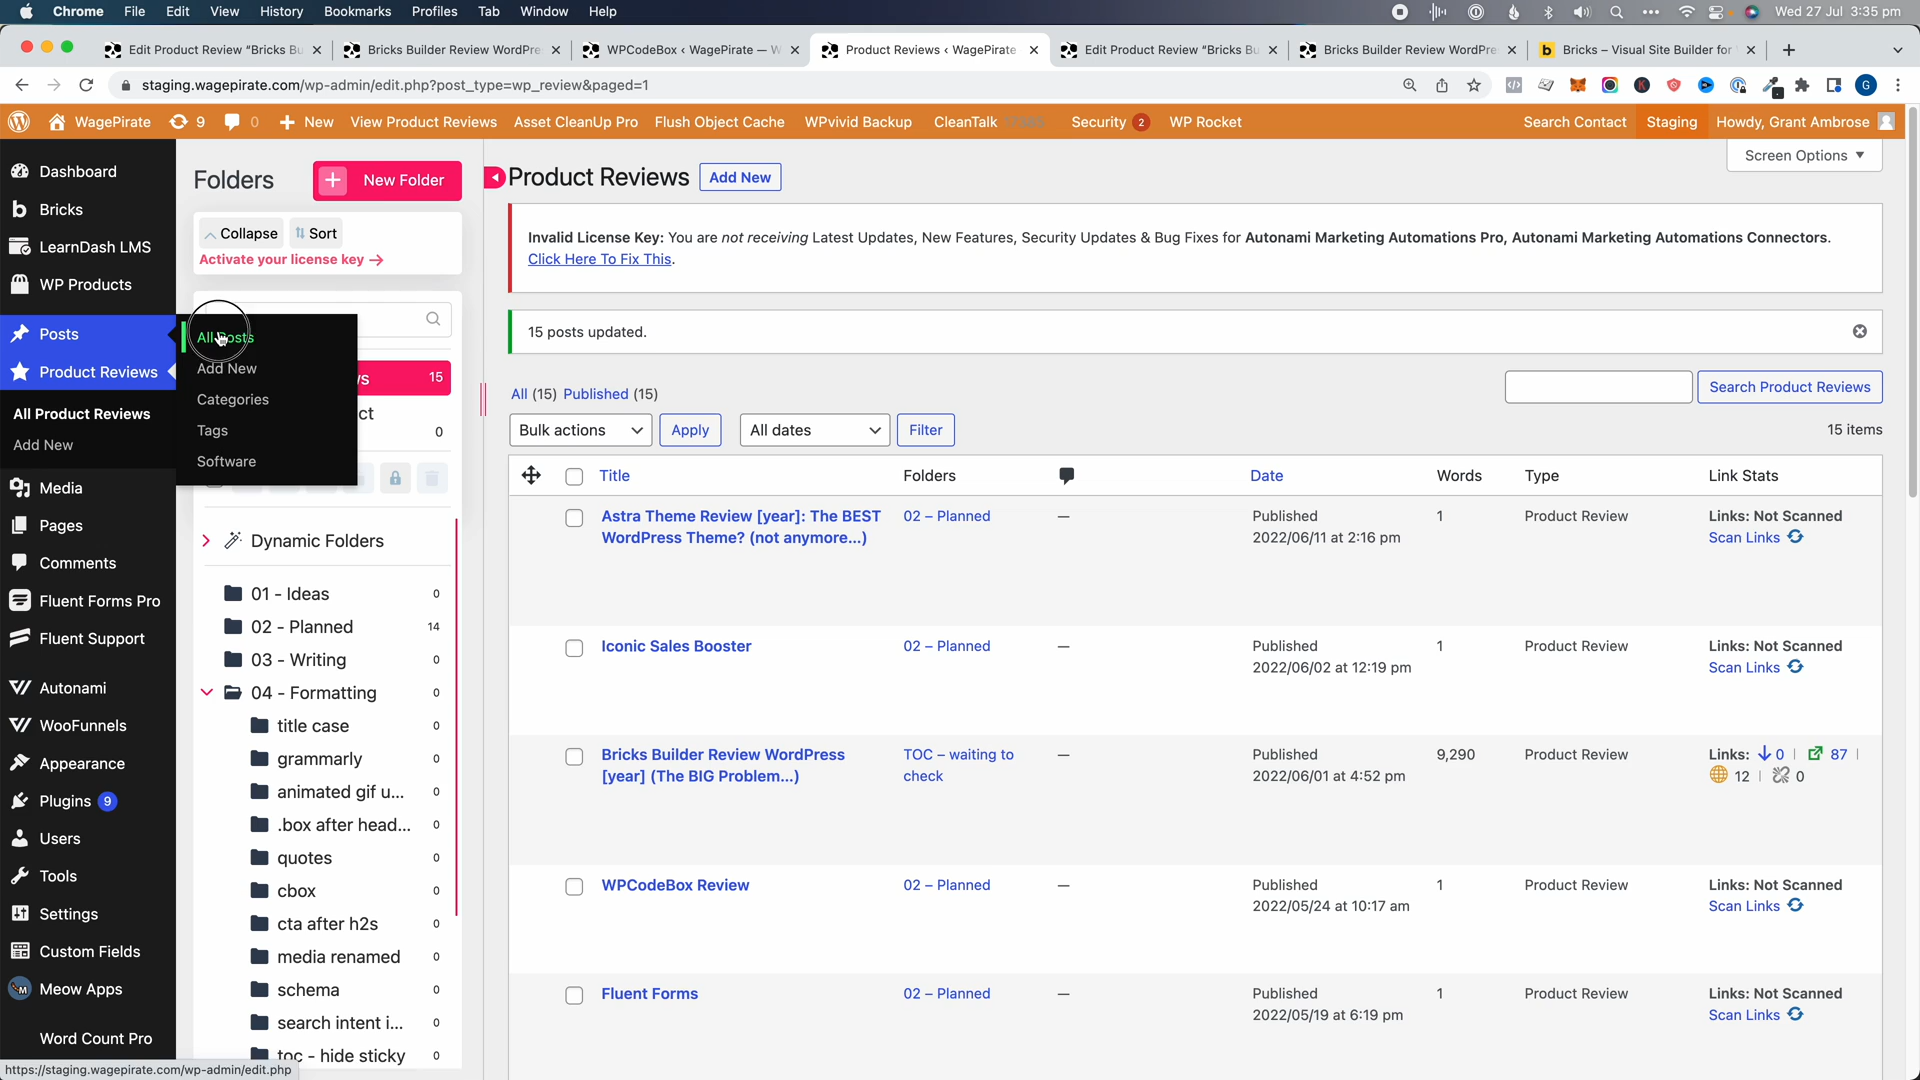 Chrome File Edit View History Bookmarks Profiles Tab Window Help Wed 27 Jul 3:35 pm
Edit Product Review “Bricks Bu Bricks Builder Review WordPre WPCodeBox ‹ WagePirate — W Product Reviews ‹ WagePirate Edit Product Review “Bricks Bu Bricks Builder Review WordPre Bricks – Visual Site Builder for
staging.wagepirate.com/wp-admin/edit.php?post_type=wp_review&paged=1
WagePirate 9 0 New View Product Reviews Asset CleanUp Pro Flush Object Cache WPvivid Backup CleanTalk Security 2 WP Rocket Search Contact Staging Howdy, Grant Ambrose
Dashboard
Bricks
LearnDash LMS
WP Products
Posts
Product Reviews
All Product Reviews
Add New
Media
Pages
Comments
Fluent Forms Pro
Fluent Support
Autonami
WooFunnels
Appearance
Plugins 9
Users
Tools
Settings
Custom Fields
Meow Apps
Word Count Pro
https://staging.wagepirate.com/wp-admin/edit.php
All Posts
Add New
Categories
Tags
Software
Folders New Folder
Collapse Sort
Activate your license key →
15
0
Dynamic Folders
01 - Ideas 0
02 - Planned 14
03 - Writing 0
04 - Formatting 0
title case 0
grammarly 0
animated gif u... 0
.box after head... 0
quotes 0
cbox 0
cta after h2s 0
media renamed 0
schema 0
search intent i... 0
toc - hide sticky 0
Screen Options
Product Reviews Add New
Invalid License Key: You are not receiving Latest Updates, New Features, Security Updates & Bug Fixes for Autonami Marketing Automations Pro, Autonami Marketing Automations Connectors.
Click Here To Fix This.
15 posts updated.
All (15) Published (15)
Search Product Reviews
Bulk actions Apply All dates Filter 15 items
Title Folders Date Words Type Link Stats
Astra Theme Review [year]: The BEST 02 – Planned — Published 1 Product Review Links: Not Scanned
WordPress Theme? (not anymore...) 2022/06/11 at 2:16 pm Scan Links
Iconic Sales Booster 02 – Planned — Published 1 Product Review Links: Not Scanned
2022/06/02 at 12:19 pm Scan Links
Bricks Builder Review WordPress TOC – waiting to — Published 9,290 Product Review Links: 0 | 87 |
[year] (The BIG Problem...) check 2022/06/01 at 4:52 pm 12 | 0
WPCodeBox Review 02 – Planned — Published 1 Product Review Links: Not Scanned
2022/05/24 at 10:17 am Scan Links
Fluent Forms 02 – Planned — Published 1 Product Review Links: Not Scanned
2022/05/19 at 6:19 pm Scan Links